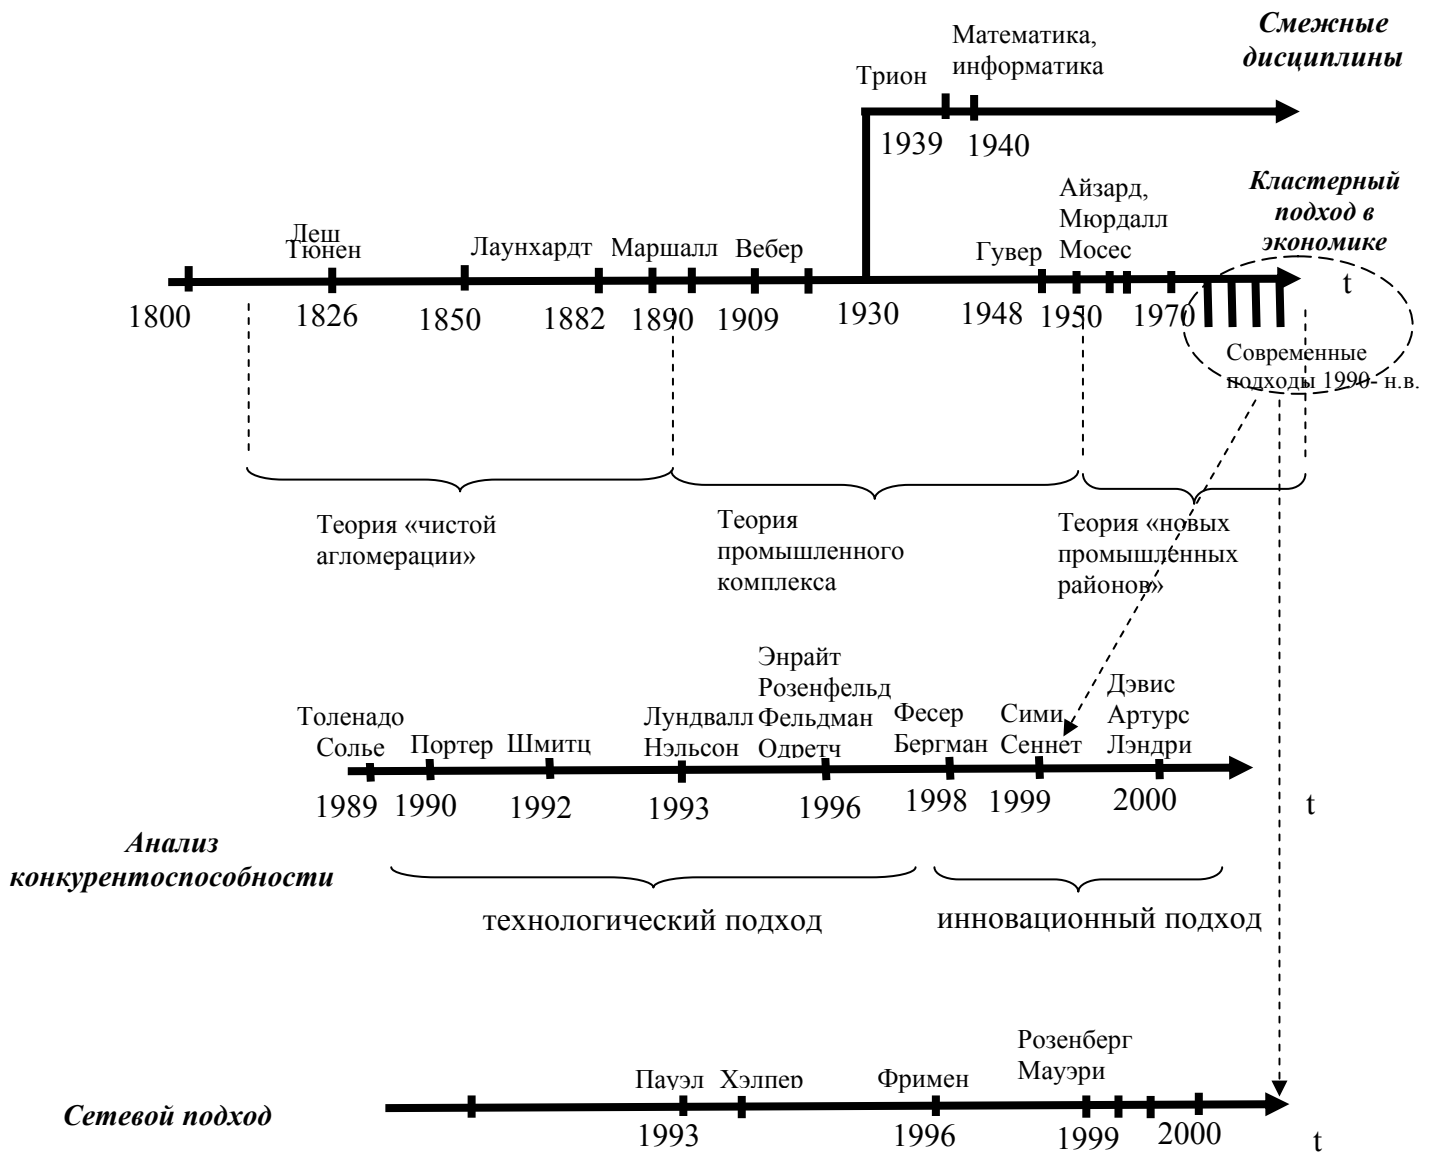 Смежные
дисциплины
Математика,
информатика
Трион
1939
1940
Кластерный
подход в
экономике
Айзард,
Мюрдалл
Мосес
Леш
Тюнен
Лаунхардт
Маршалл
Вебер
Гувер
t
1800
1826
1850
1882
1890
1909
1930
1948
1950
1970
Современные
подходы 1990- н.в.
Теория «чистой
агломерации»
Теория
промышленного
комплекса
Теория «новых
промышленных
районов»
Толенадо
Солье
Портер
Шмитц
Лундвалл
Нэльсон
Энрайт
Розенфельд
Фельдман
Одретч
Фесер
Бергман
Сими
Сеннет
Дэвис
Артурс
Лэндри
1989
1990
1992
1993
1996
1998
1999
2000
t
Анализ
конкурентоспособности
технологический подход
инновационный подход
Розенберг
Мауэри
Пауэл
Хэлпер
Фримен
Сетевой подход
1993
1996
1999
2000
t